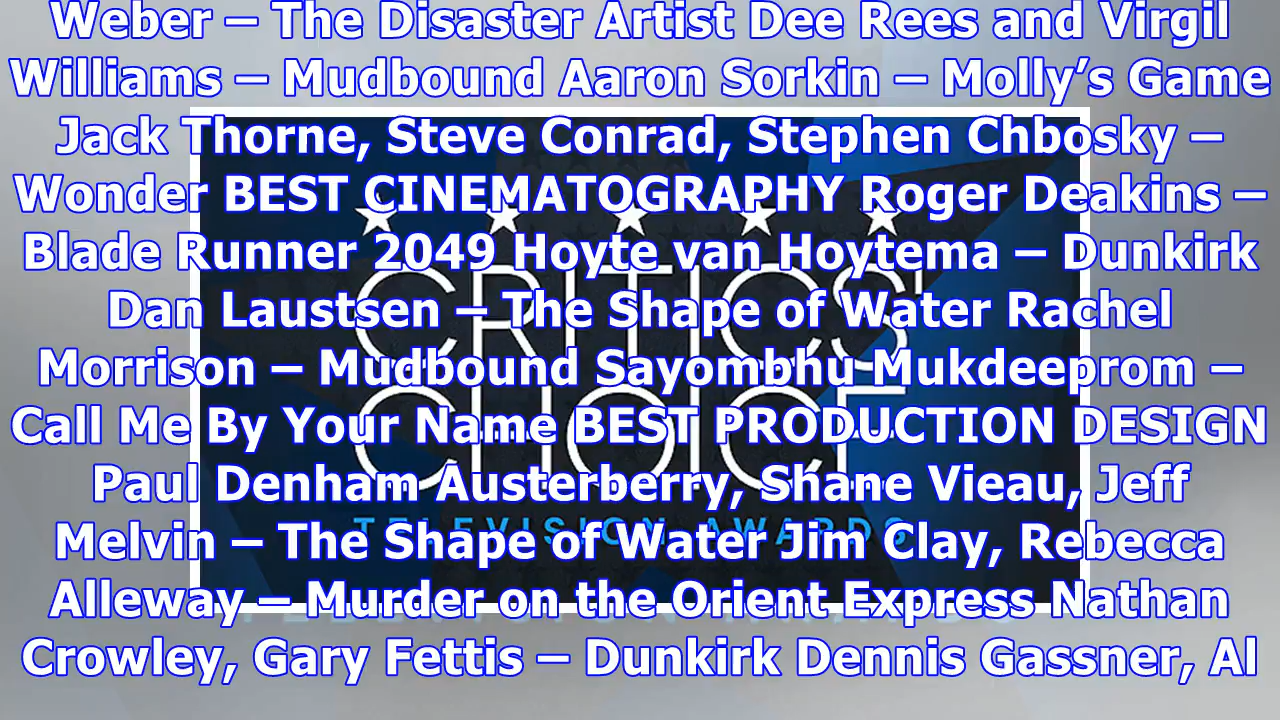 Weber – The Disaster Artist Dee Rees and Virgil
Williams – Mudbound Aaron Sorkin – Molly’s Game
Jack Thorne, Steve Conrad, Stephen Chbosky –
Wonder BEST CINEMATOGRAPHY Roger Deakins –
Blade Runner 2049 Hoyte van Hoytema – Dunkirk
Dan Laustsen – The Shape of Water Rachel
Morrison – Mudbound Sayombhu Mukdeeprom –
Call Me By Your Name BEST PRODUCTION DESIGN
Paul Denham Austerberry, Shane Vieau, Jeff
Melvin – The Shape of Water Jim Clay, Rebecca
Alleway – Murder on the Orient Express Nathan
Crowley, Gary Fettis – Dunkirk Dennis Gassner, Al
CRITICS'
CHOICE
TELEVISION AWARDS